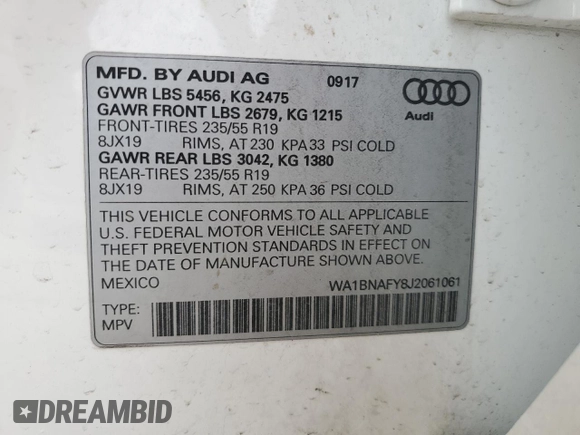 MFD. BY AUDI AG 0917
GVWR LBS 5456, KG 2475
GAWR FRONT LBS 2679, KG 1215
FRONT-TIRES 235/55 R19
8JX19 RIMS, AT 230 KPA 33 PSI COLD
GAWR REAR LBS 3042, KG 1380
REAR-TIRES 235/55 R19
8JX19 RIMS, AT 250 KPA 36 PSI COLD
Audi
THIS VEHICLE CONFORMS TO ALL APPLICABLE
U.S. FEDERAL MOTOR VEHICLE SAFETY AND
THEFT PREVENTION STANDARDS IN EFFECT ON
THE DATE OF MANUFACTURE SHOWN ABOVE.
MEXICO WA1BNAFY8J2061061
TYPE:
MPV
DREAMBID